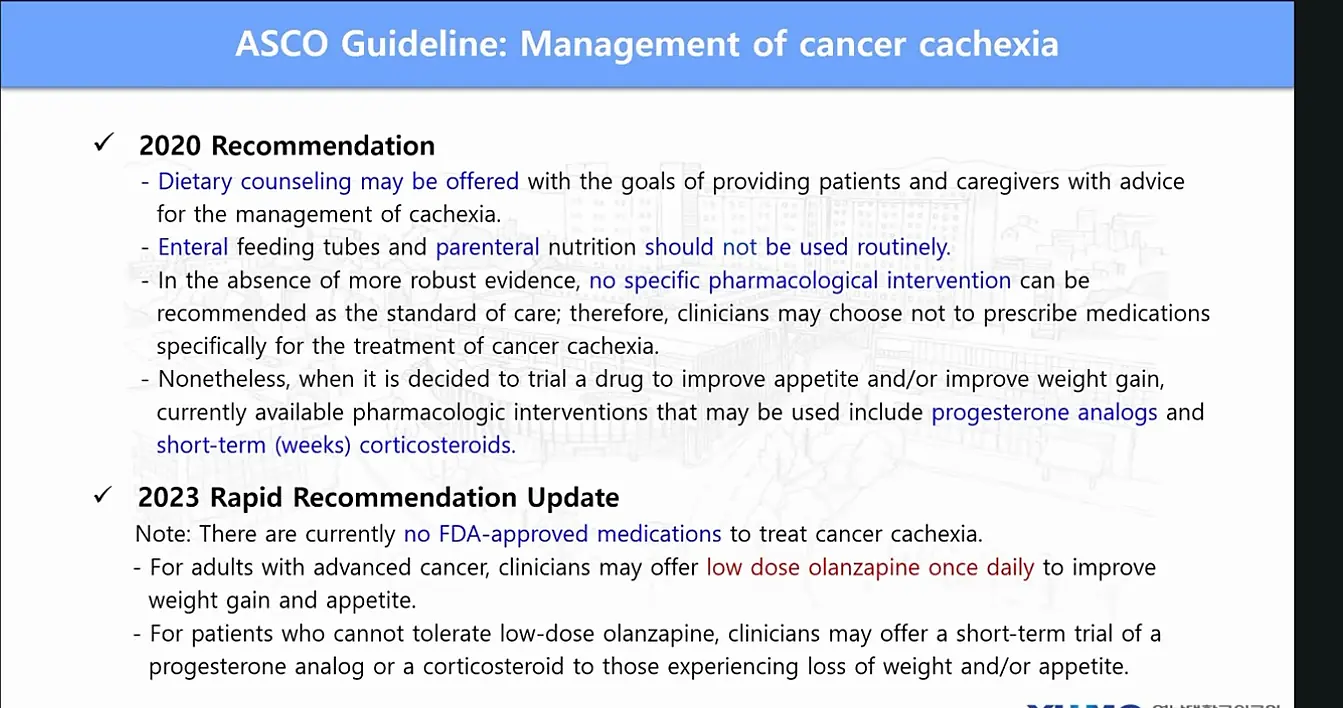 ASCO Guideline: Management of cancer cachexia
✓ 2020 Recommendation
- Dietary counseling may be offered with the goals of providing patients and caregivers with advice
for the management of cachexia.
- Enteral feeding tubes and parenteral nutrition should not be used routinely.
- In the absence of more robust evidence, no specific pharmacological intervention can be
recommended as the standard of care; therefore, clinicians may choose not to prescribe medications
specifically for the treatment of cancer cachexia.
- Nonetheless, when it is decided to trial a drug to improve appetite and/or improve weight gain,
currently available pharmacologic interventions that may be used include progesterone analogs and
short-term (weeks) corticosteroids.
✓ 2023 Rapid Recommendation Update
Note: There are currently no FDA-approved medications to treat cancer cachexia.
- For adults with advanced cancer, clinicians may offer low dose olanzapine once daily to improve
weight gain and appetite.
- For patients who cannot tolerate low-dose olanzapine, clinicians may offer a short-term trial of a
progesterone analog or a corticosteroid to those experiencing loss of weight and/or appetite.